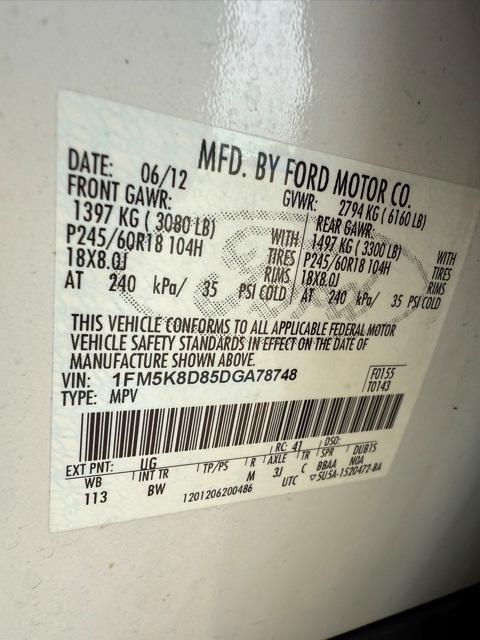 MFD. BY FORD MOTOR CO.
DATE: 06/12 GVWR: 2794 KG ( 6160 LB)
FRONT GAWR: REAR GAWR:
1397 KG ( 3080 LB) WITH 1497 KG ( 3300 LB) WITH
P245/60R18 104H TIRES P245/60R18 104H TIRES
18X8.0J RIMS 18X8.0J RIMS
AT 240 kPa/ 35 PSI COLD AT 240 kPa/ 35 PSI COLD
THIS VEHICLE CONFORMS TO ALL APPLICABLE FEDERAL MOTOR
VEHICLE SAFETY STANDARDS IN EFFECT ON THE DATE OF
MANUFACTURE SHOWN ABOVE.
VIN: 1FM5K8D85DGA78748 F0155
TYPE: MPV T0143
EXT PNT: UG RC: 41 DSO:
WB INT TR TP/PS R AXLE TR SPR DUBT5
113 BW M 3J C BBAA NOA
1201206200486 UTC 5U5A-1520472-BA